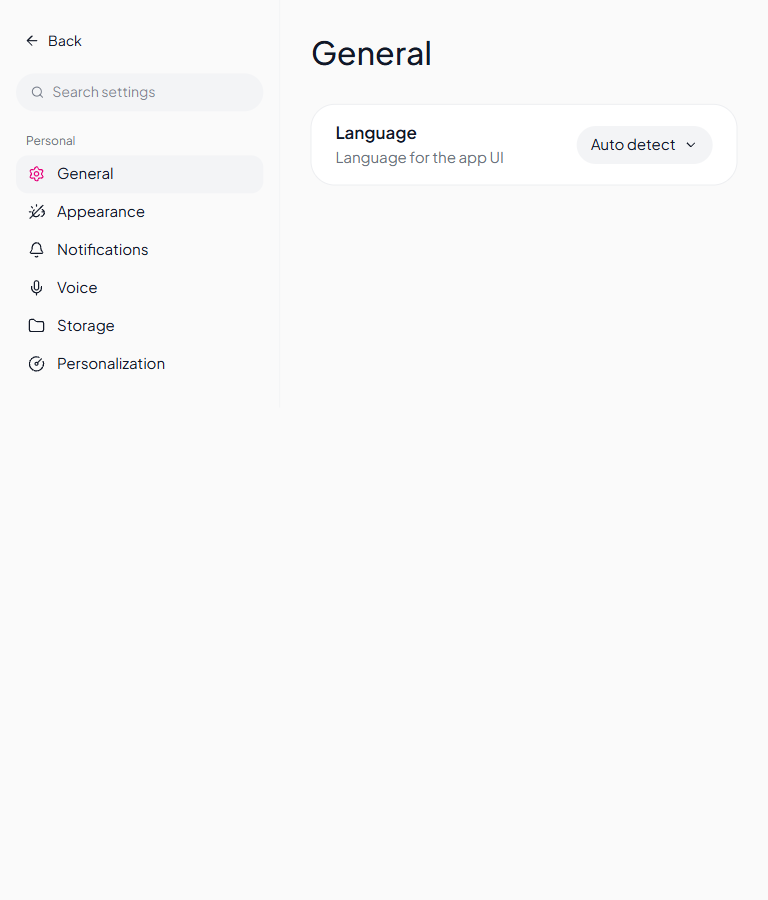 Back
Search settings
Personal
General
Appearance
Notifications
Voice
Storage
Personalization
General
Language
Language for the app UI
Auto detect